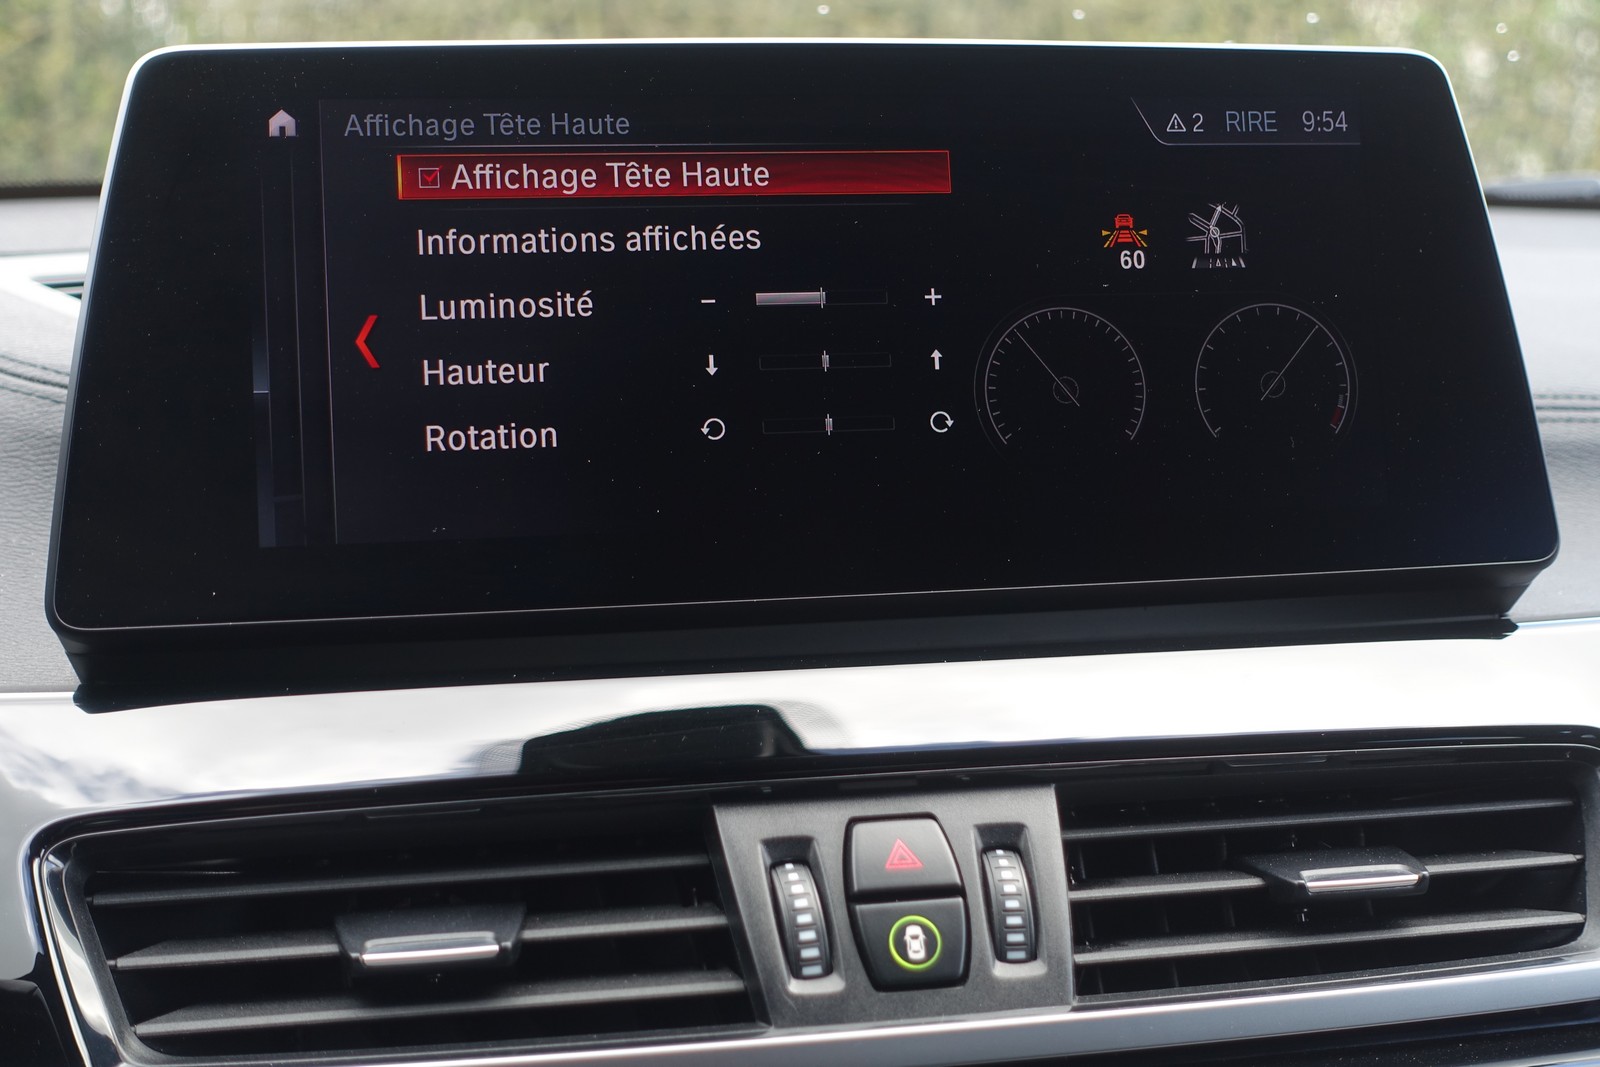 Affichage Tête Haute
2 RIRE 9:54
Affichage Tête Haute
Informations affichées
60
Luminosité - +
Hauteur
Rotation